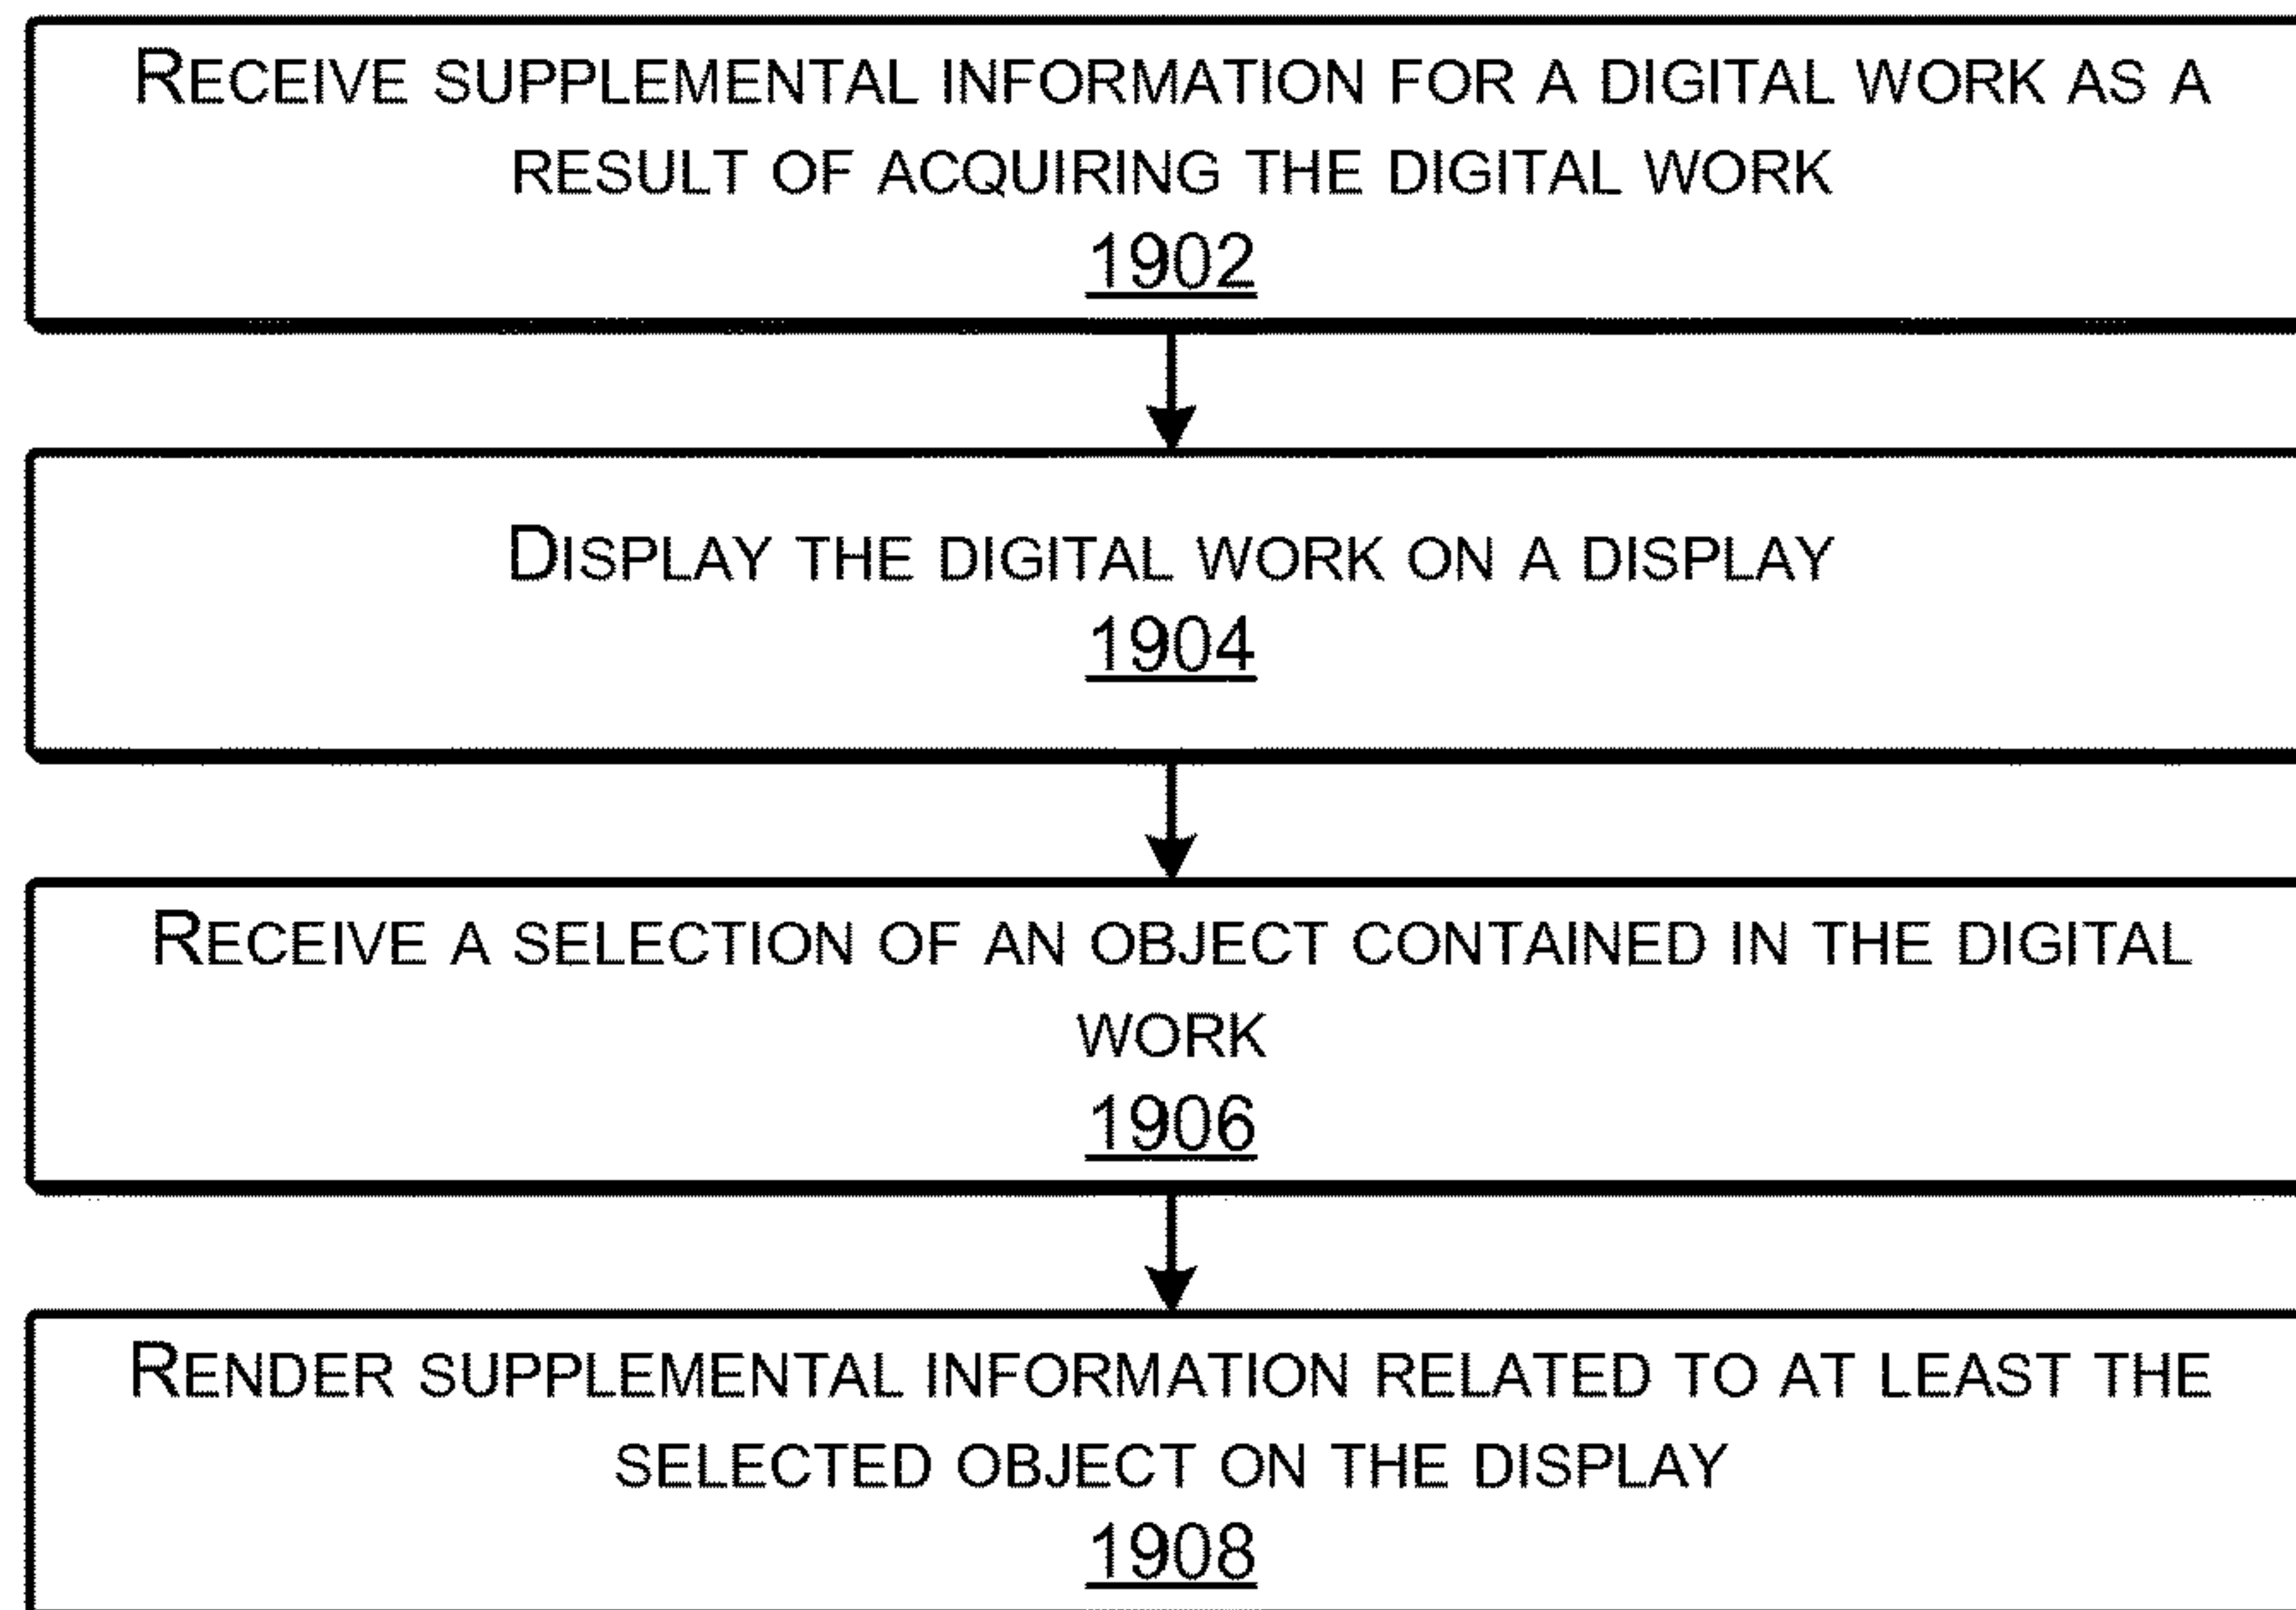 RECEIVE SUPPLEMENTAL INFORMATION FOR A DIGITAL WORK AS A
RESULT OF ACQUIRING THE DIGITAL WORK
1902
DISPLAY THE DIGITAL WORK ON A DISPLAY
1904
RECEIVE A SELECTION OF AN OBJECT CONTAINED IN THE DIGITAL
WORK
1906
RENDER SUPPLEMENTAL INFORMATION RELATED TO AT LEAST THE
SELECTED OBJECT ON THE DISPLAY
1908